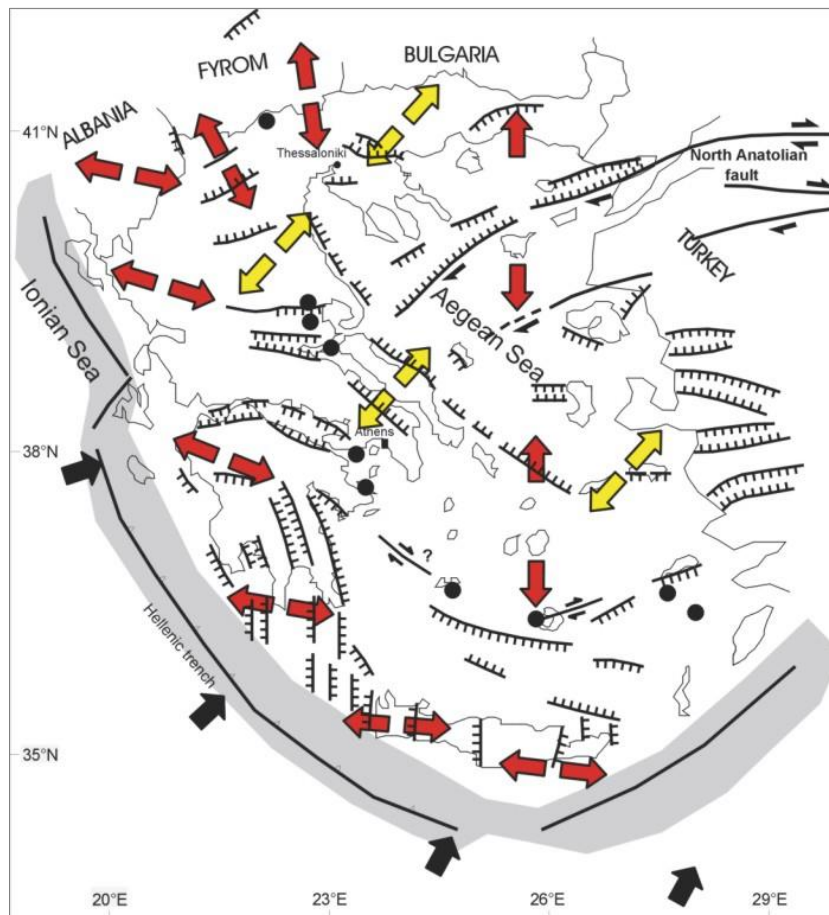 BULGARIA
FYROM
ALBANIA
41°N
Thessaloniki
North Anatolian
fault
TURKEY
Ionian Sea
Aegean Sea
Athens
38°N
?
Hellenic trench
35°N
20°E
23°E
26°E
29°E